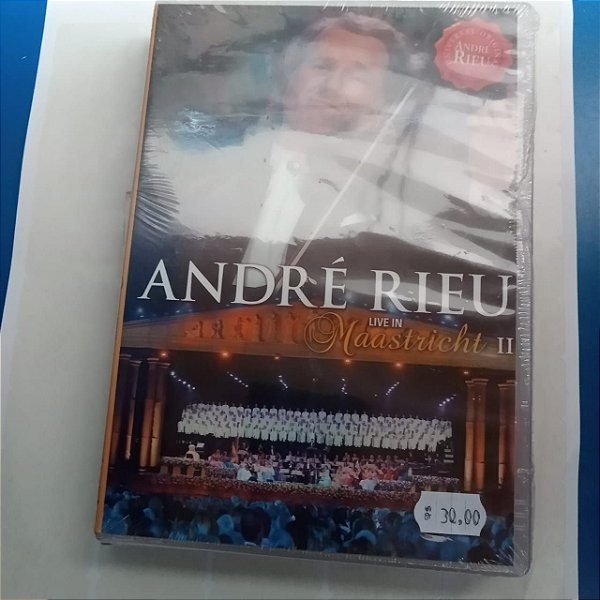 ANDRÉ
RIEU
ANDRÉ RIEU
LIVE IN
Maastricht II
30,00